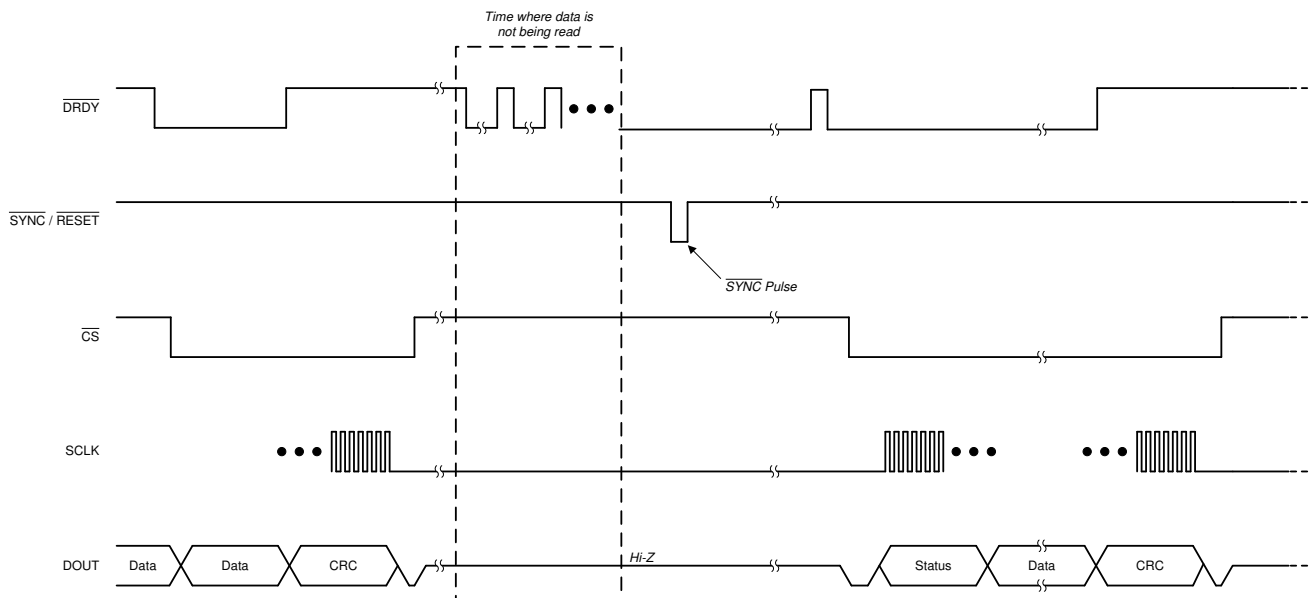 Time where data is
not being read
DRDY
SYNC / RESET
SYNC Pulse
CS
SCLK
DOUT
Data
Data
CRC
Hi-Z
Status
Data
CRC